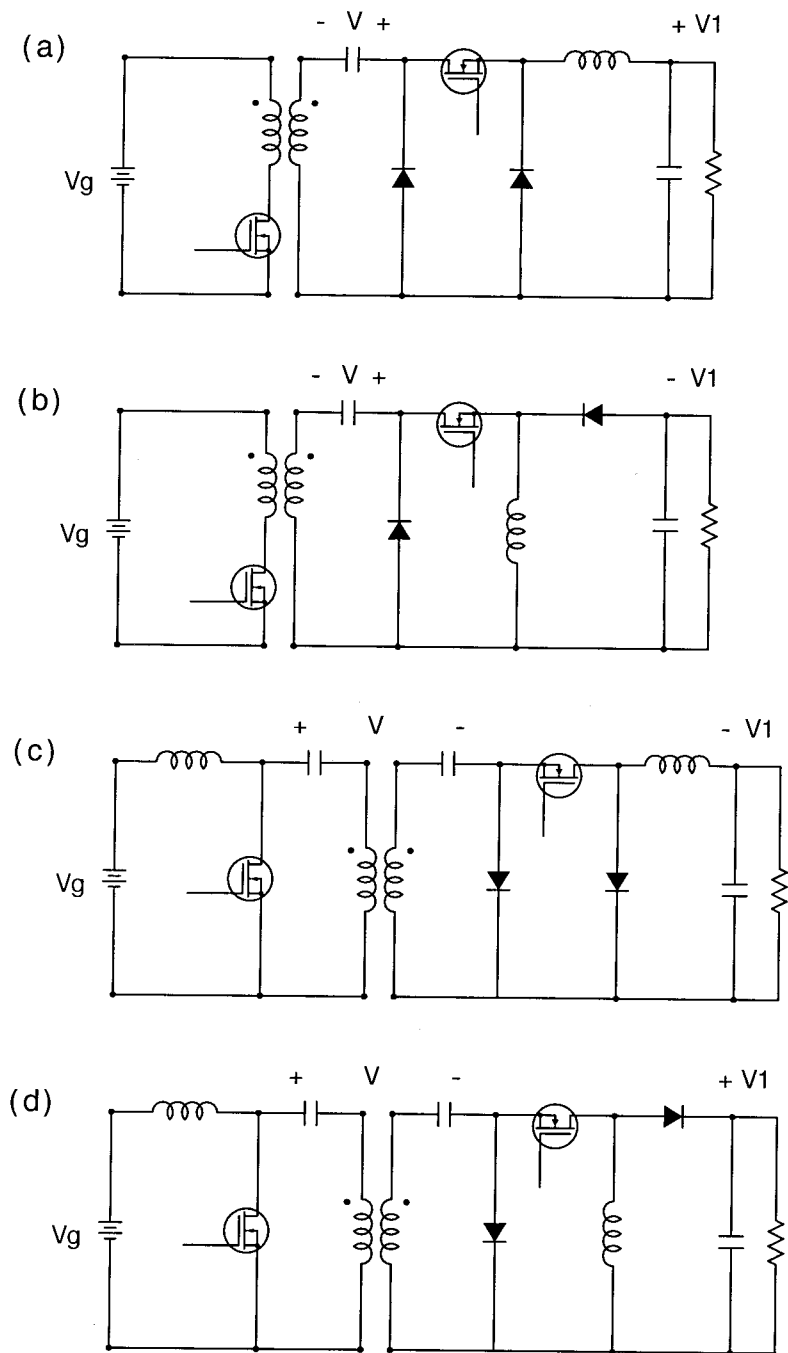 (a)
- V +
+ V1
Vg
(b)
- V +
- V1
Vg
(c)
+ V -
- V1
Vg
(d)
+ V -
+ V1
Vg